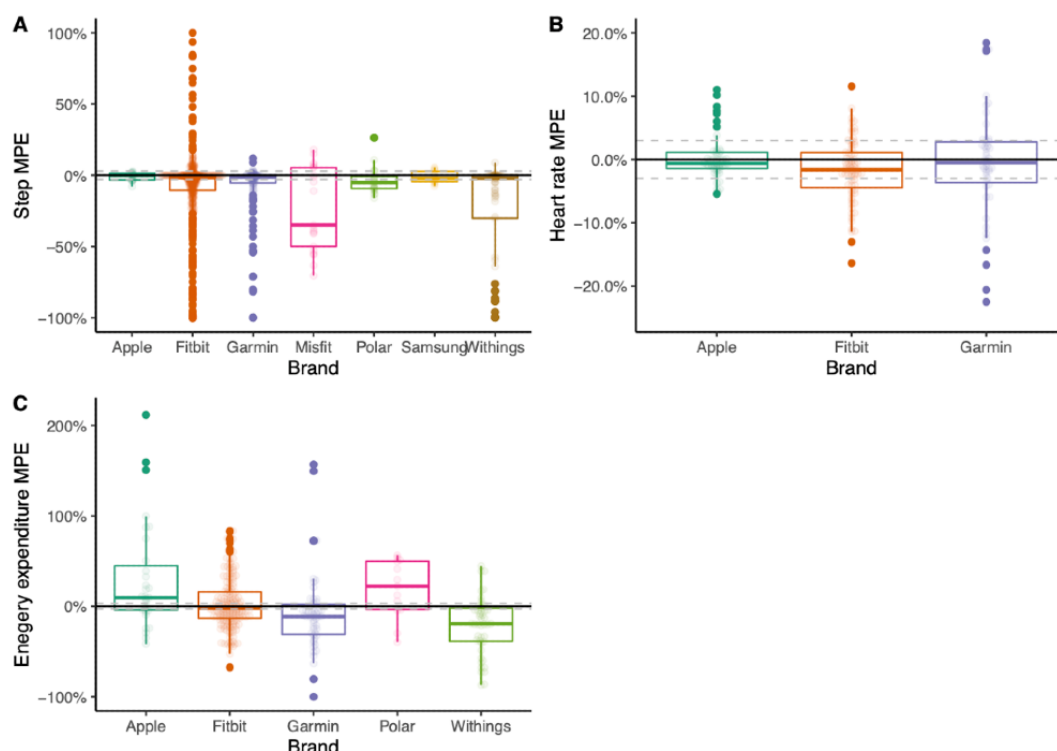 A
100%
50%
0%
−50%
−100%
Step MPE
Apple Fitbit Garmin Misfit Polar Samsung Withings
Brand
B
20.0%
10.0%
0.0%
−10.0%
−20.0%
Heart rate MPE
Apple Fitbit Garmin
Brand
C
200%
100%
0%
−100%
Enegery expenditure MPE
Apple Fitbit Garmin Polar Withings
Brand